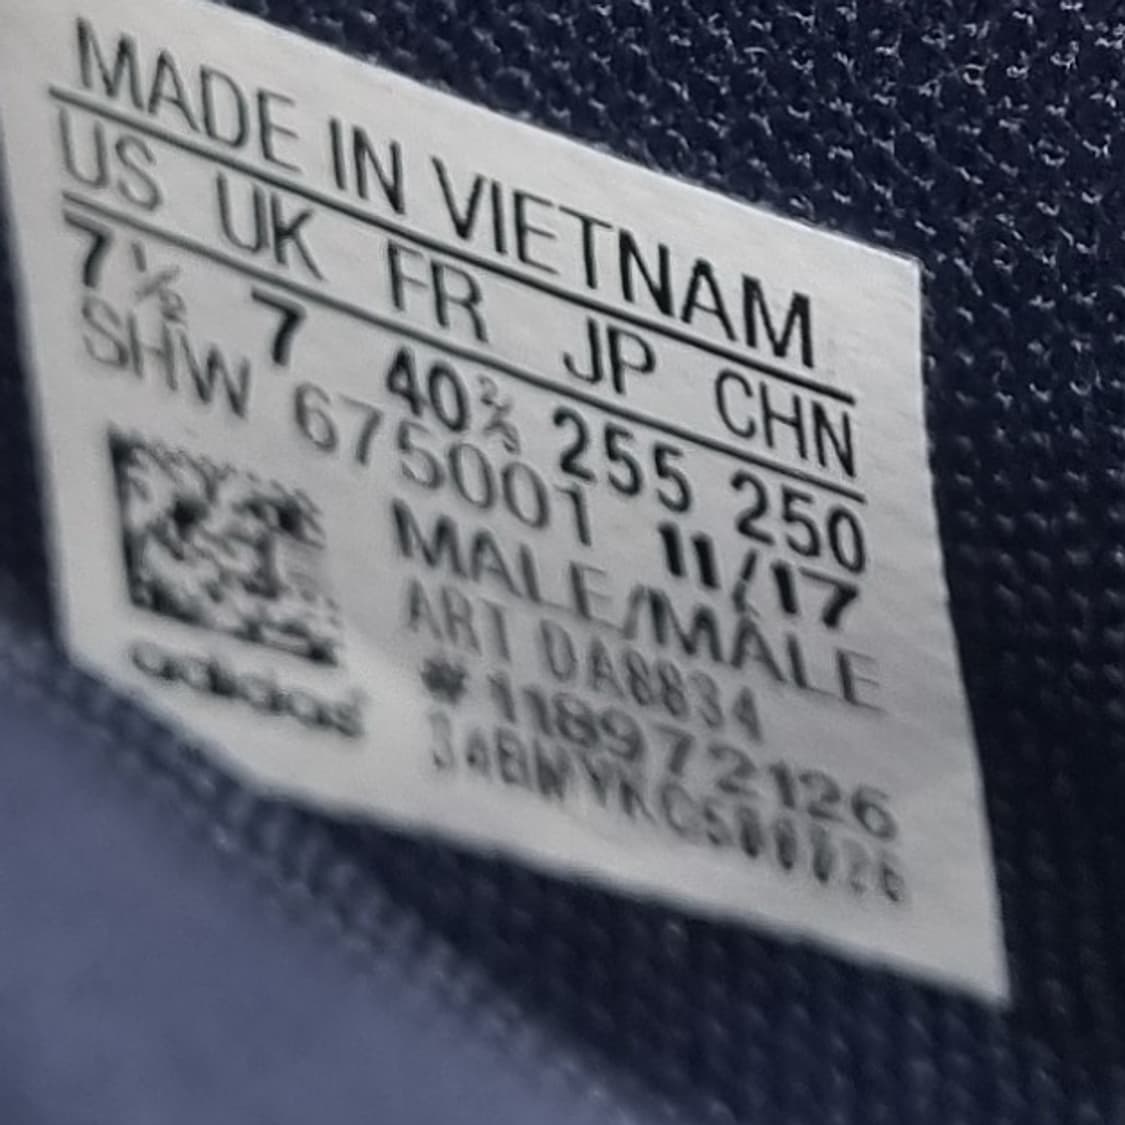 MADE IN VIETNAM
US UK FR JP CHN
7½ 7 40⅔ 255 250
SHW 675001 11/17
MALE/MÂLE
ART DA8834
#118972126
adidas